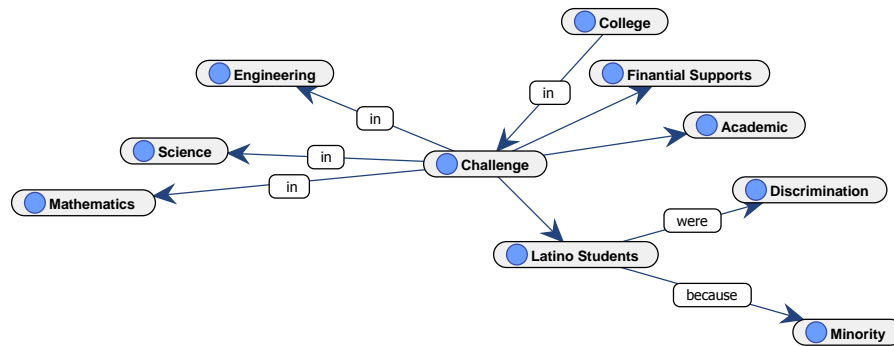 College
Engineering
Finantial Supports
in
in
Academic
Science
in
Challenge
in
Mathematics
Discrimination
were
Latino Students
because
Minority